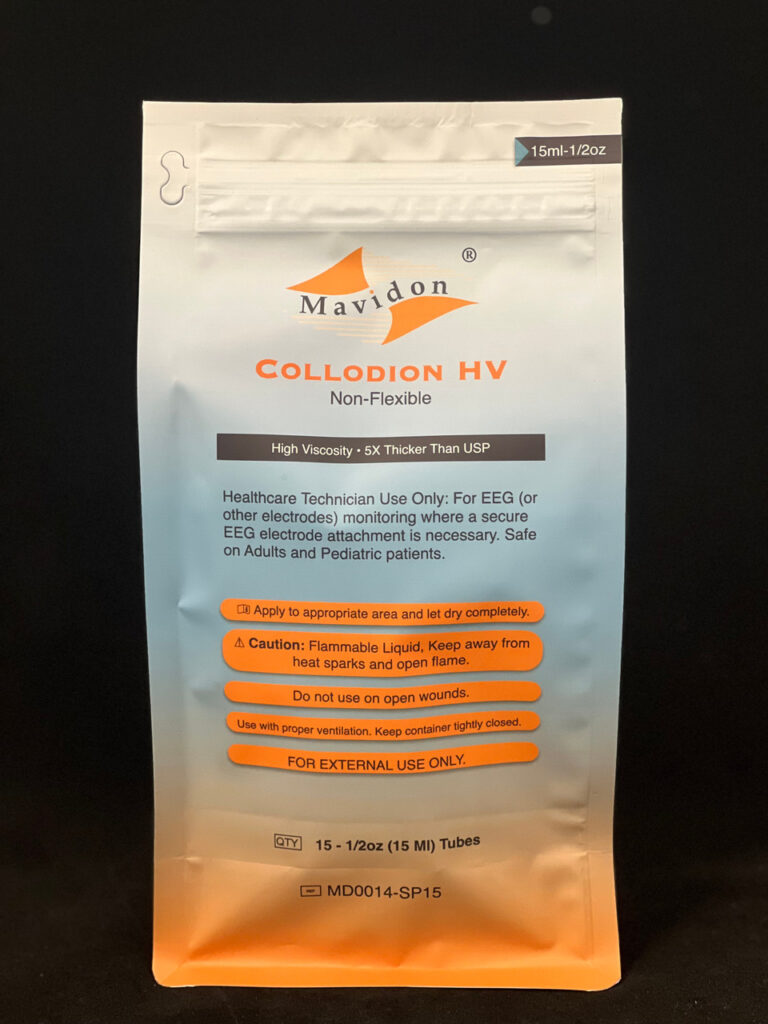 15ml-1/2oz
®
Mavidon
COLLODION HV
Non-Flexible
High Viscosity • 5X Thicker Than USP
Healthcare Technician Use Only: For EEG (or
other electrodes) monitoring where a secure
EEG electrode attachment is necessary. Safe
on Adults and Pediatric patients.
Apply to appropriate area and let dry completely.
Caution: Flammable Liquid, Keep away from
heat sparks and open flame.
Do not use on open wounds.
Use with proper ventilation. Keep container tightly closed.
FOR EXTERNAL USE ONLY.
QTY 15 - 1/2oz (15 Ml) Tubes
REF MD0014-SP15